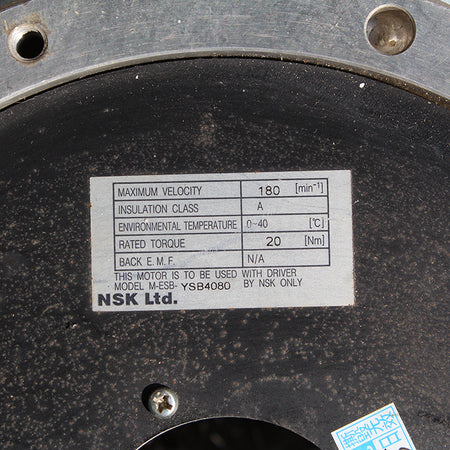 MAXIMUM VELOCITY 180 [min⁻¹]
INSULATION CLASS A
ENVIRONMENTAL TEMPERATURE 0~40 [℃]
RATED TORQUE 20 [Nm]
BACK E.M.F. N/A
THIS MOTOR IS TO BE USED WITH DRIVER
MODEL M-ESB- YSB4080 BY NSK ONLY
NSK Ltd.